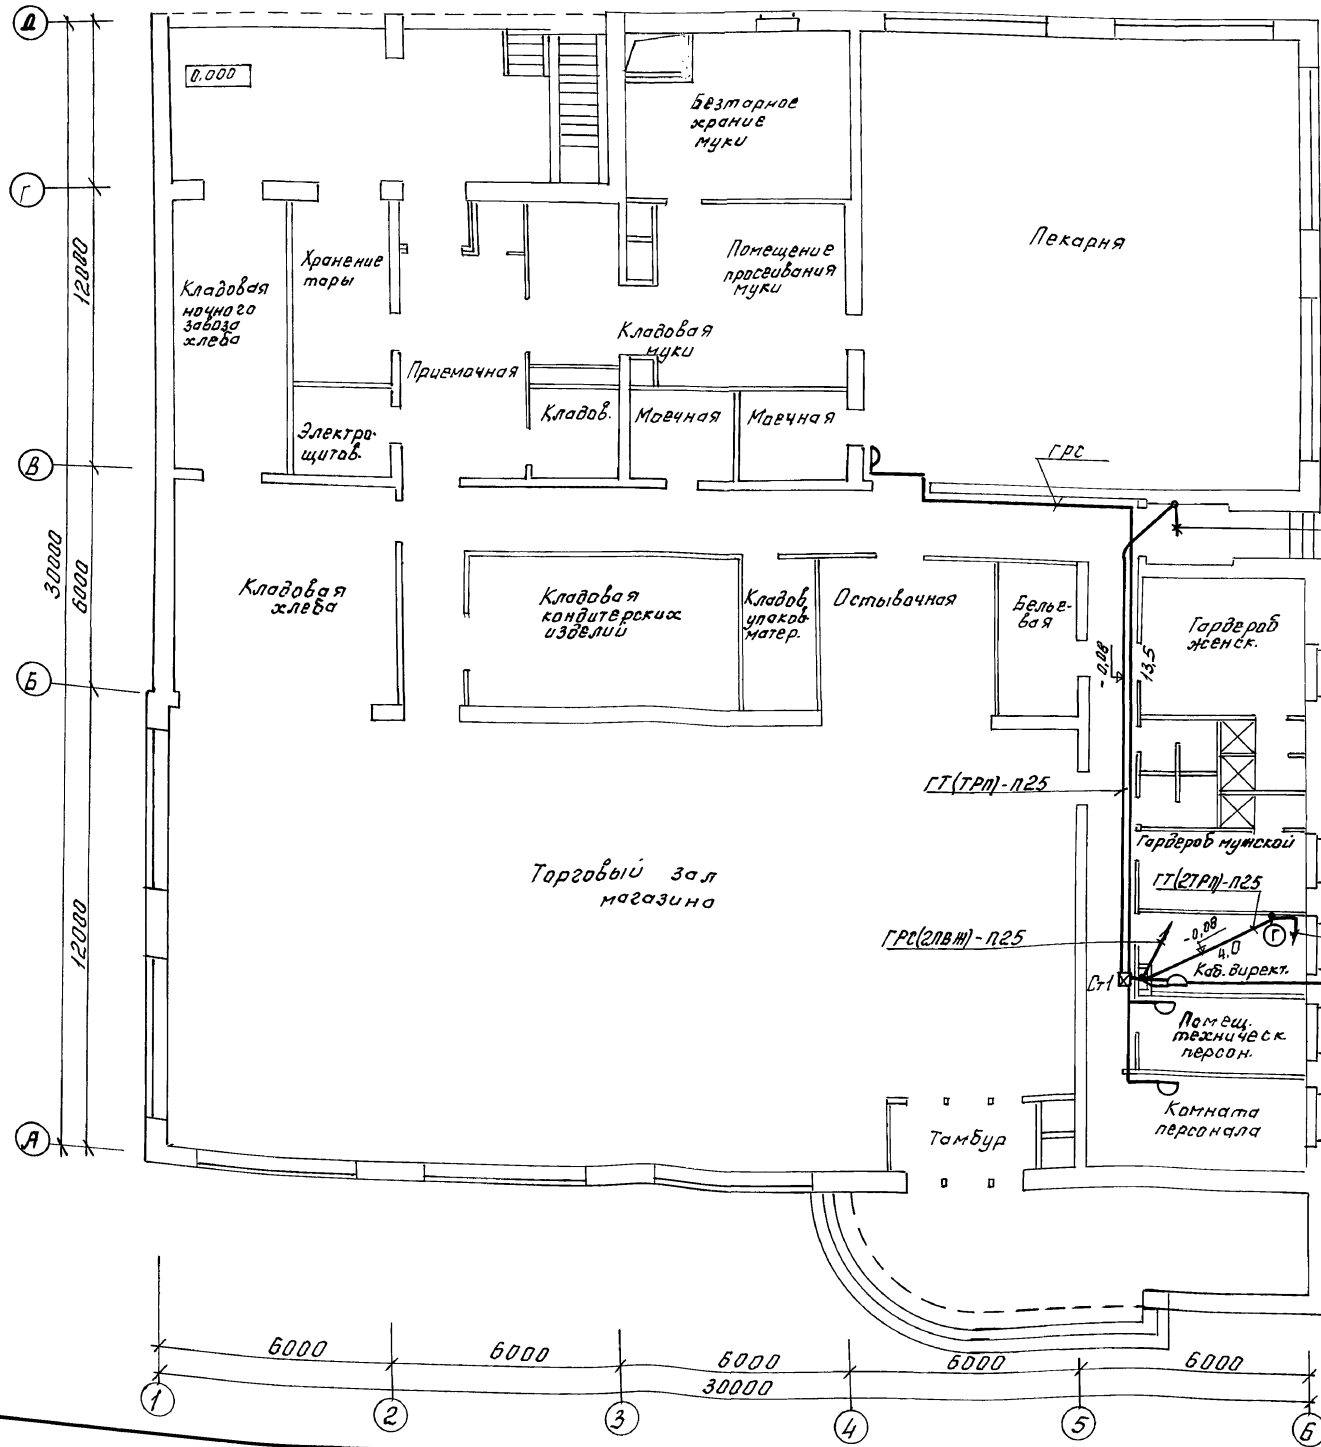 Д
0.000
Безтарное
храние
муки
Г
Пекарня
Хранение
тары
Помещение
просеивания
муки
12000
Кладовая
ночного
завоза
хлеба
Кладовая
муки
Приемочная
Кладов.
Моечная
Моечная
Электро-
щитов.
В
ГРС
30000
6000
Кладовая
хлеба
Кладовая
кондитерских
изделий
Кладов.
упаков.
матер.
Остывочная
Белье-
вая
Гардероб
женск.
-0,08
13,5
Б
ГТ(ТРП)-П25
Гардероб мужской
Торговый зал
магазина
ГТ(2ТРП)-П25
12000
ГРС(2ПВЖ)-П25
-0,08
4,0
Г
Каб. директ.
Ст1
Помещ.
техническ
персон.
Комната
персонала
Тамбур
А
6000
6000
6000
6000
6000
30000
1
2
3
4
5
6